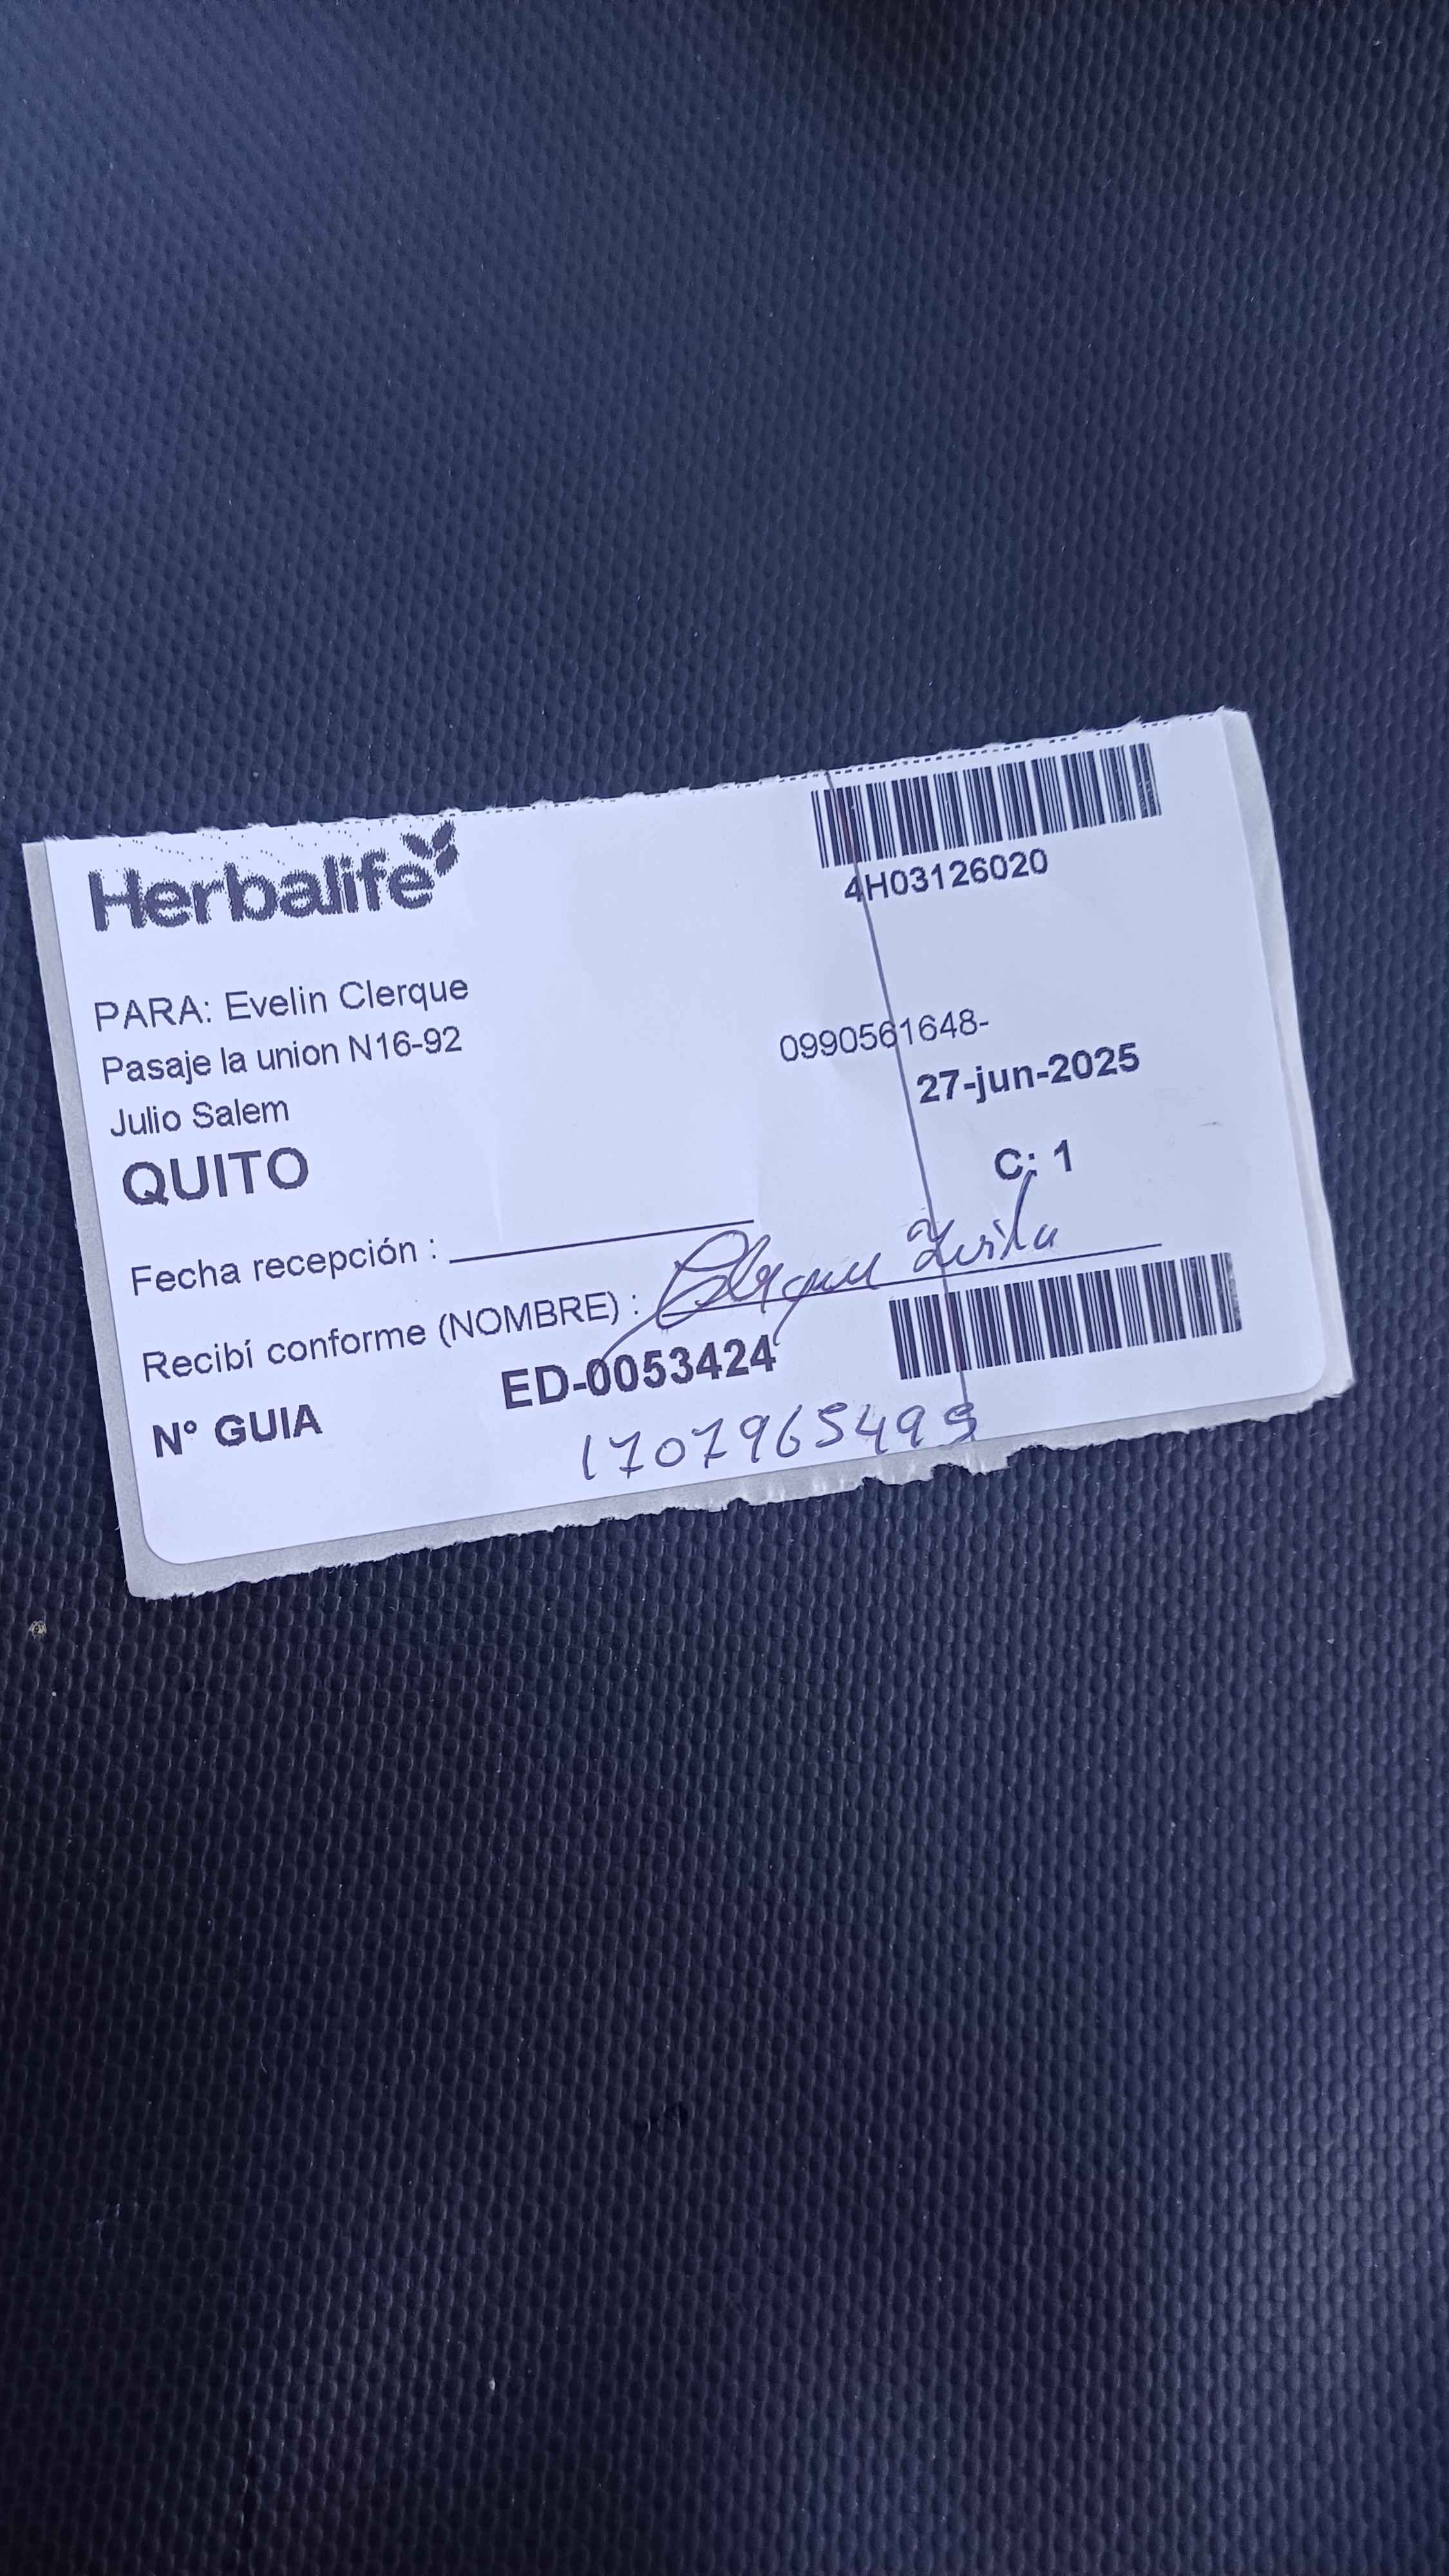 Herbalife
4H03126020
PARA: Evelin Clerque
Pasaje la union N16-92
0990561648-
Julio Salem
27-jun-2025
QUITO
C: 1
Fecha recepción :
Recibí conforme (NOMBRE) : Clerque
N° GUIA ED-0053424
1707965499